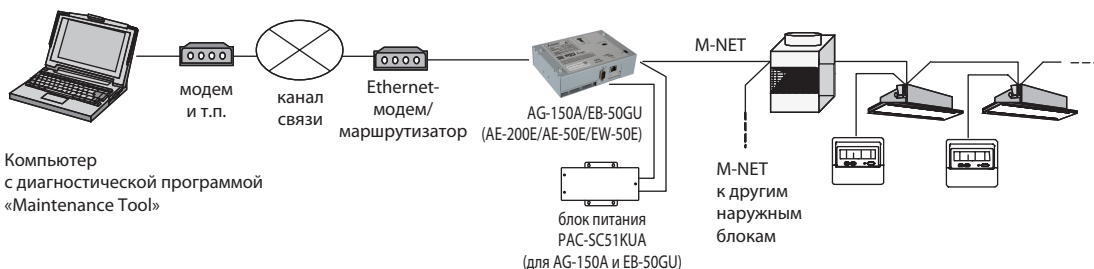 M-NET
модем
и т.п.
канал
связи
Ethernet-
модем/
маршрутизатор
AG-150A/EB-50GU
(AE-200E/AE-50E/EW-50E)
Компьютер
с диагностической программой
«Maintenance Tool»
M-NET
к другим
наружным
блокам
блок питания
PAC-SC51KUA
(для AG-150A и EB-50GU)